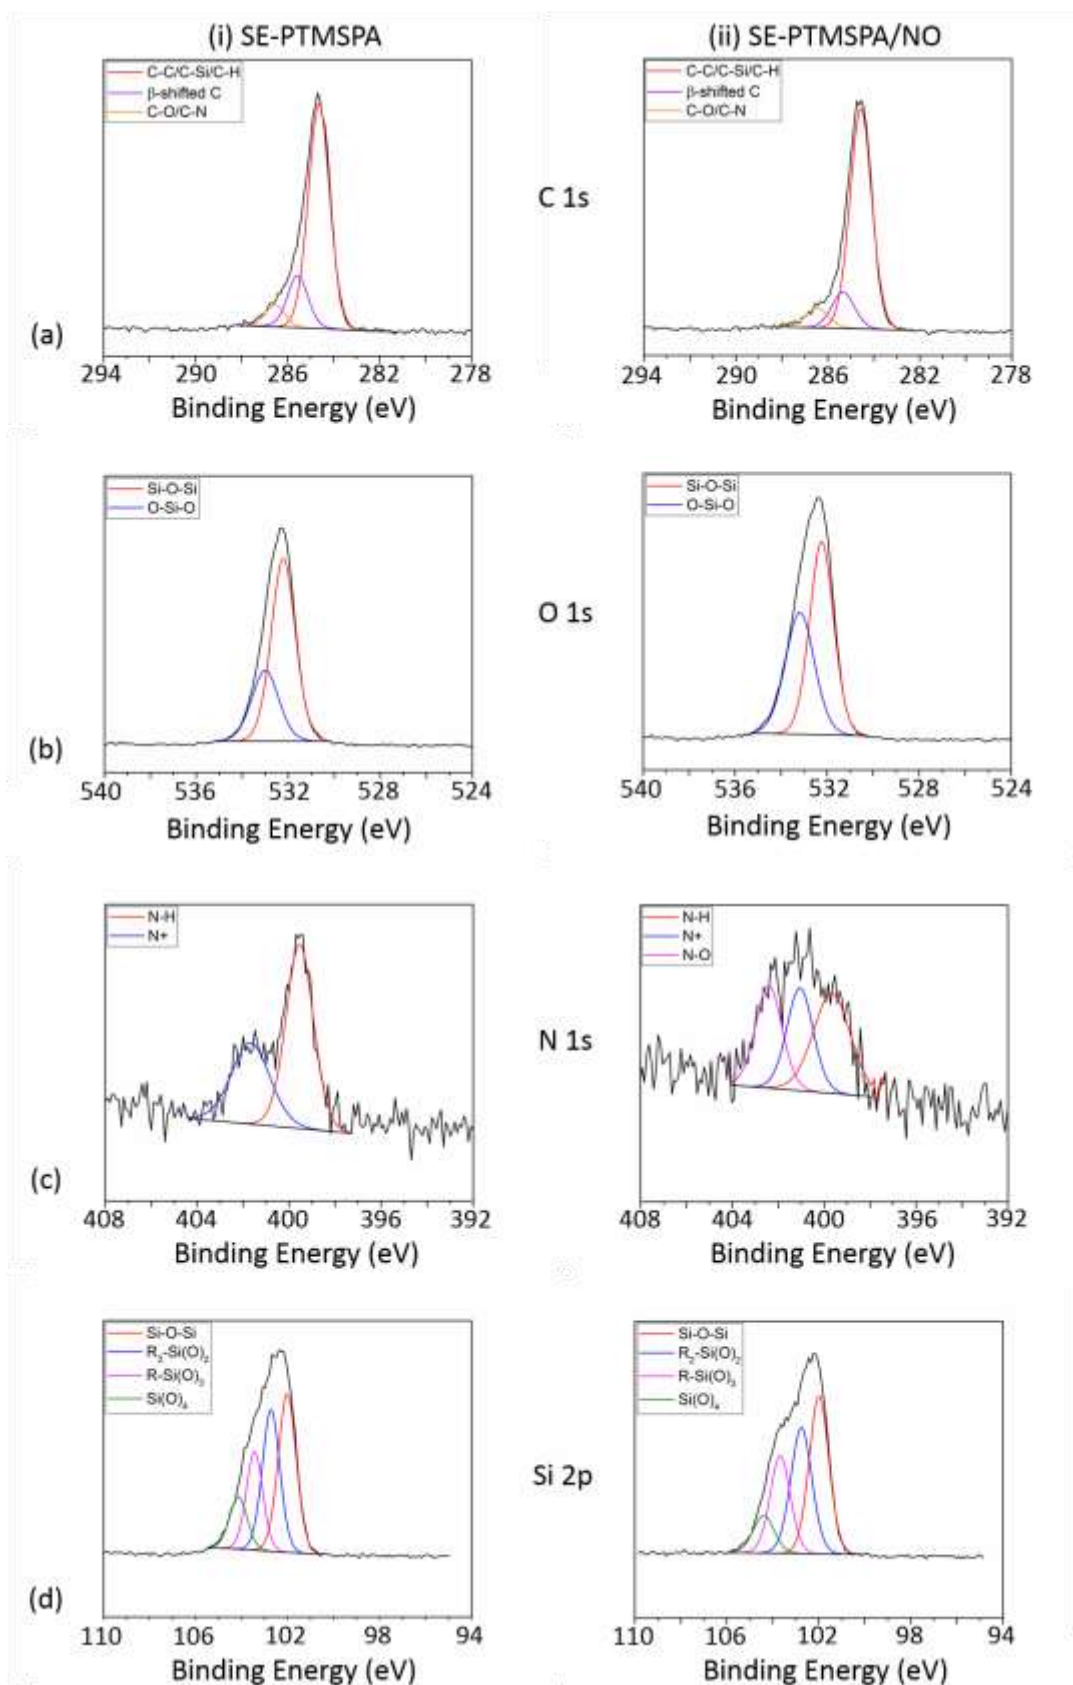 (i) SE-PTMSPA
(ii) SE-PTMSPA/NO
C-C/C-Si/C-H
β-shifted C
C-O/C-N
C-C/C-Si/C-H
β-shifted C
C-O/C-N
C 1s
(a)
294 290 286 282 278
294 290 286 282 278
Binding Energy (eV)
Binding Energy (eV)
Si-O-Si
O-Si-O
Si-O-Si
O-Si-O
O 1s
(b)
540 536 532 528 524
540 536 532 528 524
Binding Energy (eV)
Binding Energy (eV)
N-H
N+
N-H
N+
N-O
N 1s
(c)
408 404 400 396 392
408 404 400 396 392
Binding Energy (eV)
Binding Energy (eV)
Si-O-Si
R₂-Si(O)₂
R-Si(O)₃
Si(O)₄
Si-O-Si
R₂-Si(O)₂
R-Si(O)₃
Si(O)₄
Si 2p
(d)
110 106 102 98 94
110 106 102 98 94
Binding Energy (eV)
Binding Energy (eV)